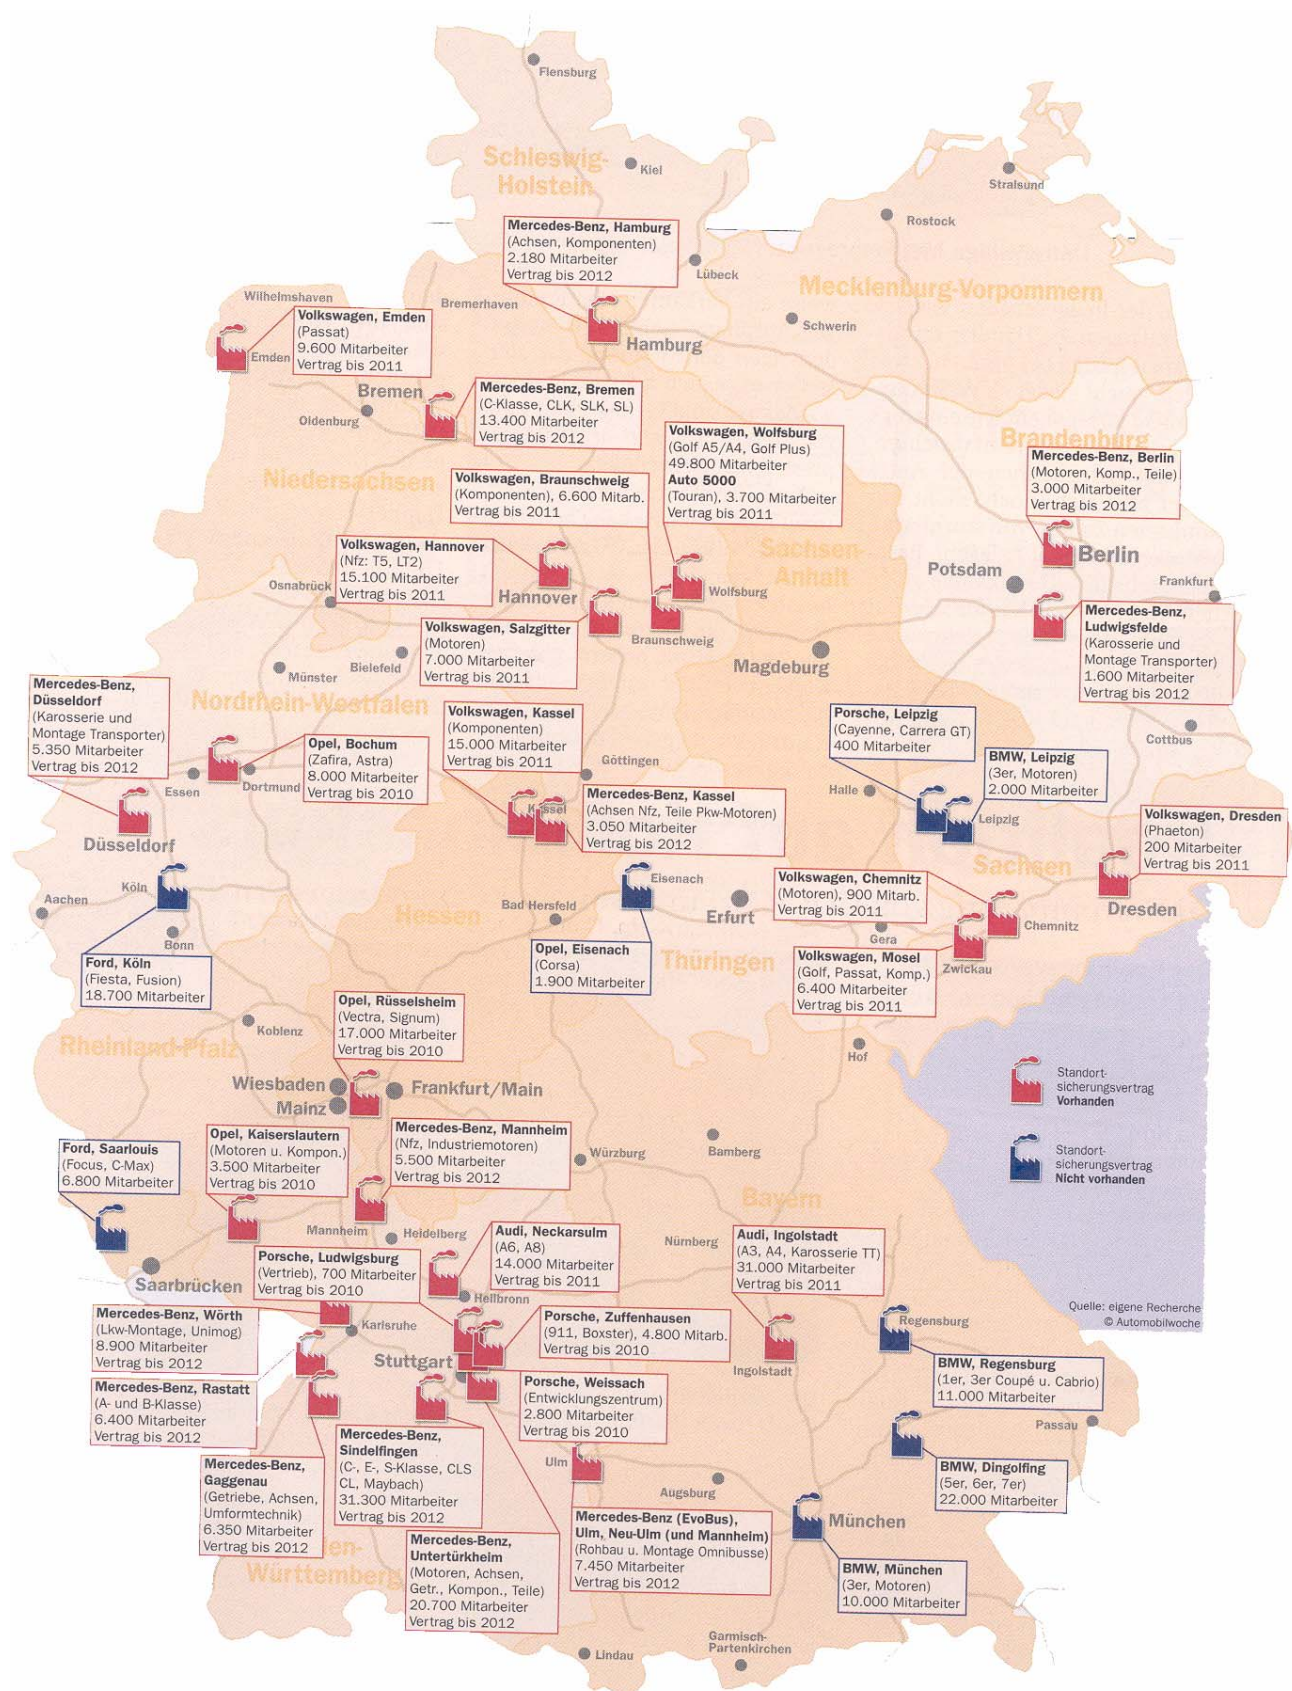 Flensburg
Schleswig-
Holstein
Kiel
Stralsund
Rostock
Mercedes-Benz, Hamburg
(Achsen, Komponenten)
2.180 Mitarbeiter
Vertrag bis 2012
Lübeck
Mecklenburg-Vorpommern
Wilhelmshaven
Bremerhaven
Schwerin
Volkswagen, Emden
(Passat)
9.600 Mitarbeiter
Vertrag bis 2011
Emden
Hamburg
Bremen
Oldenburg
Mercedes-Benz, Bremen
(C-Klasse, CLK, SLK, SL)
13.400 Mitarbeiter
Vertrag bis 2012
Volkswagen, Wolfsburg
(Golf A5/A4, Golf Plus)
49.800 Mitarbeiter
Auto 5000
(Touran), 3.700 Mitarbeiter
Vertrag bis 2011
Brandenburg
Mercedes-Benz, Berlin
(Motoren, Komp., Teile)
3.000 Mitarbeiter
Vertrag bis 2012
Niedersachsen
Volkswagen, Braunschweig
(Komponenten), 6.600 Mitarb.
Vertrag bis 2011
Volkswagen, Hannover
(Nfz: T5, LT2)
15.100 Mitarbeiter
Vertrag bis 2011
Sachsen-
Anhalt
Berlin
Potsdam
Frankfurt
Osnabrück
Hannover
Wolfsburg
Braunschweig
Mercedes-Benz,
Ludwigsfelde
(Karosserie und
Montage Transporter)
1.600 Mitarbeiter
Vertrag bis 2012
Volkswagen, Salzgitter
(Motoren)
7.000 Mitarbeiter
Vertrag bis 2011
Münster
Bielefeld
Magdeburg
Mercedes-Benz,
Düsseldorf
(Karosserie und
Montage Transporter)
5.350 Mitarbeiter
Vertrag bis 2012
Nordrhein-Westfalen
Volkswagen, Kassel
(Komponenten)
15.000 Mitarbeiter
Vertrag bis 2011
Porsche, Leipzig
(Cayenne, Carrera GT)
400 Mitarbeiter
Cottbus
Opel, Bochum
(Zafira, Astra)
8.000 Mitarbeiter
Vertrag bis 2010
BMW, Leipzig
(3er, Motoren)
2.000 Mitarbeiter
Göttingen
Essen
Dortmund
Halle
Kassel
Mercedes-Benz, Kassel
(Achsen Nfz, Teile Pkw-Motoren)
3.050 Mitarbeiter
Vertrag bis 2012
Leipzig
Volkswagen, Dresden
(Phaeton)
200 Mitarbeiter
Vertrag bis 2011
Düsseldorf
Sachsen
Köln
Aachen
Eisenach
Volkswagen, Chemnitz
(Motoren), 900 Mitarb.
Vertrag bis 2011
Hessen
Bad Hersfeld
Erfurt
Dresden
Chemnitz
Bonn
Gera
Zwickau
Opel, Eisenach
(Corsa)
1.900 Mitarbeiter
Thüringen
Volkswagen, Mosel
(Golf, Passat, Komp.)
6.400 Mitarbeiter
Vertrag bis 2011
Ford, Köln
(Fiesta, Fusion)
18.700 Mitarbeiter
Opel, Rüsselsheim
(Vectra, Signum)
17.000 Mitarbeiter
Vertrag bis 2010
Koblenz
Rheinland-Pfalz
Hof
Wiesbaden
Mainz
Frankfurt/Main
Standort-
sicherungsvertrag
Vorhanden
Ford, Saarlouis
(Focus, C-Max)
6.800 Mitarbeiter
Opel, Kaiserslautern
(Motoren u. Kompon.)
3.500 Mitarbeiter
Vertrag bis 2010
Mercedes-Benz, Mannheim
(Nfz, Industriemotoren)
5.500 Mitarbeiter
Vertrag bis 2012
Würzburg
Bamberg
Standort-
sicherungsvertrag
Nicht vorhanden
Bayern
Mannheim
Heidelberg
Nürnberg
Audi, Neckarsulm
(A6, A8)
14.000 Mitarbeiter
Vertrag bis 2011
Audi, Ingolstadt
(A3, A4, Karosserie TT)
31.000 Mitarbeiter
Vertrag bis 2011
Porsche, Ludwigsburg
(Vertrieb), 700 Mitarbeiter
Vertrag bis 2010
Saarbrücken
Heilbronn
Quelle: eigene Recherche
© Automobilwoche
Mercedes-Benz, Wörth
(Lkw-Montage, Unimog)
8.900 Mitarbeiter
Vertrag bis 2012
Karlsruhe
Porsche, Zuffenhausen
(911, Boxster), 4.800 Mitarb.
Vertrag bis 2010
Regensburg
Stuttgart
Ingolstadt
BMW, Regensburg
(1er, 3er Coupé u. Cabrio)
11.000 Mitarbeiter
Mercedes-Benz, Rastatt
(A- und B-Klasse)
6.400 Mitarbeiter
Vertrag bis 2012
Porsche, Weissach
(Entwicklungszentrum)
2.800 Mitarbeiter
Vertrag bis 2010
Passau
Mercedes-Benz,
Sindelfingen
(C-, E-, S-Klasse, CLS
CL, Maybach)
31.300 Mitarbeiter
Vertrag bis 2012
Mercedes-Benz,
Gaggenau
(Getriebe, Achsen,
Umformtechnik)
6.350 Mitarbeiter
Vertrag bis 2012
Ulm
Augsburg
BMW, Dingolfing
(5er, 6er, 7er)
22.000 Mitarbeiter
Mercedes-Benz (EvoBus),
Ulm, Neu-Ulm (und Mannheim)
(Rohbau u. Montage Omnibusse)
7.450 Mitarbeiter
Vertrag bis 2012
München
Mercedes-Benz,
Untertürkheim
(Motoren, Achsen,
Getr., Kompon., Teile)
20.700 Mitarbeiter
Vertrag bis 2012
den-
Württemberg
BMW, München
(3er, Motoren)
10.000 Mitarbeiter
Lindau
Garmisch-
Partenkirchen